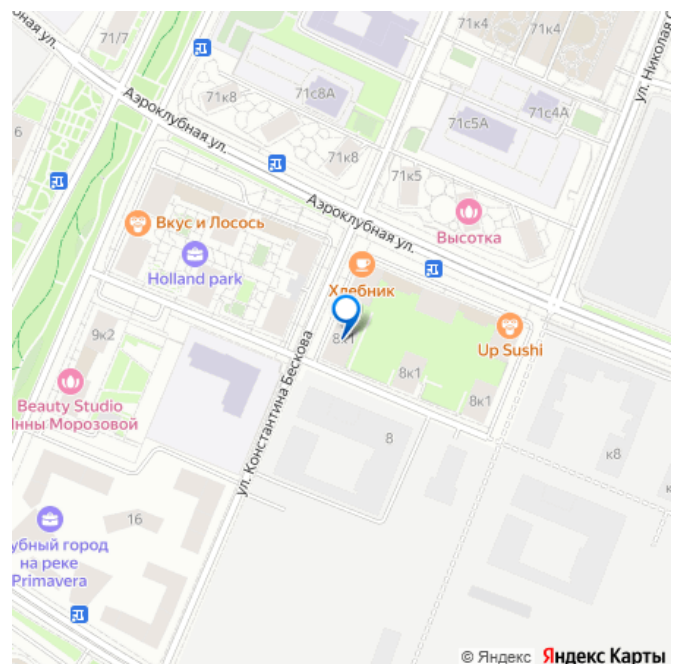 71к4
71к4
71/7
ная ул.
71к8
71с8А
ул. Николая С
Аэроклубная ул.
71с5А
71с4А
6
71к8
71к5
Аэроклубная ул.
Вкус и Лосось
Высотка
Holland park
Хлебник
9к2
8к1
Up Sushi
8к1
Beauty Studio
Инны Морозовой
8к1
ул. Константина Бескова
8
к8
к
16
убный город
на реке
Primavera
© Яндекс Яндекс Карты